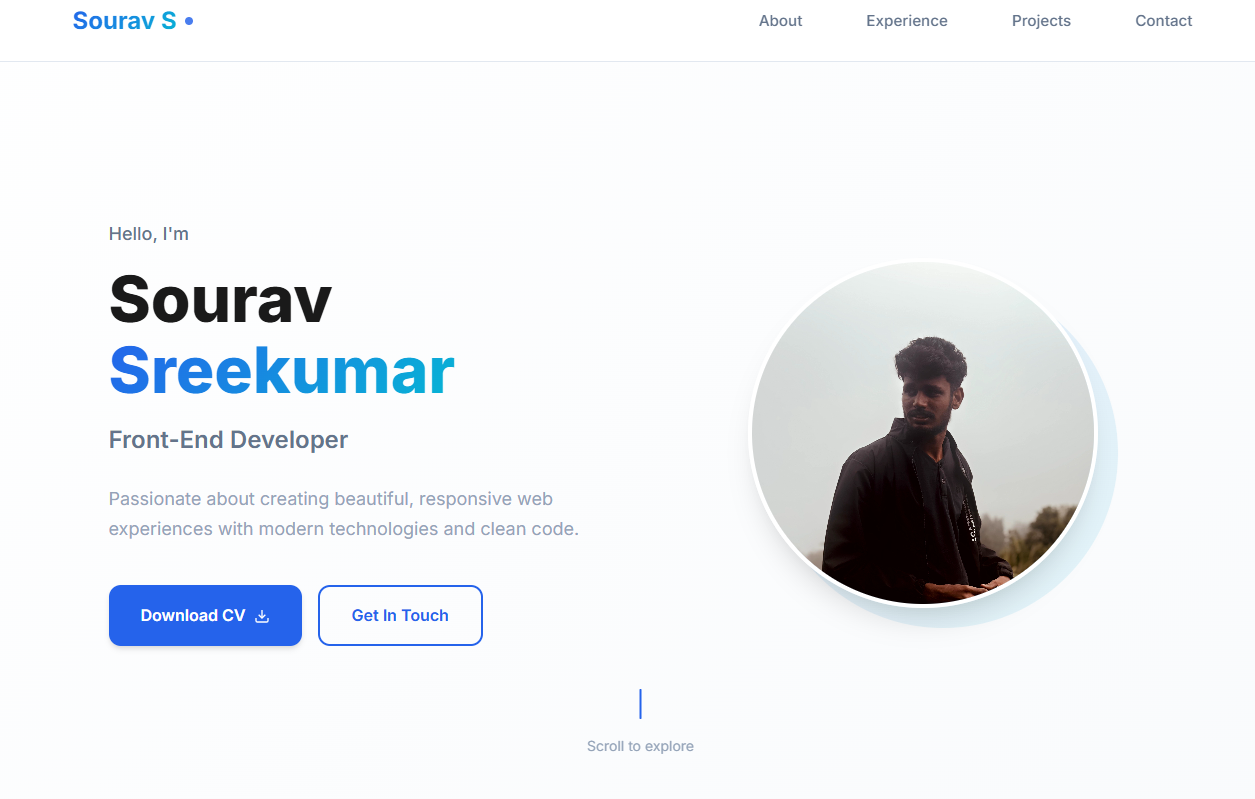 Sourav S
About Experience Projects Contact
Hello, I'm
Sourav
Sreekumar
Front-End Developer
Passionate about creating beautiful, responsive web
experiences with modern technologies and clean code.
Download CV
Get In Touch
Scroll to explore